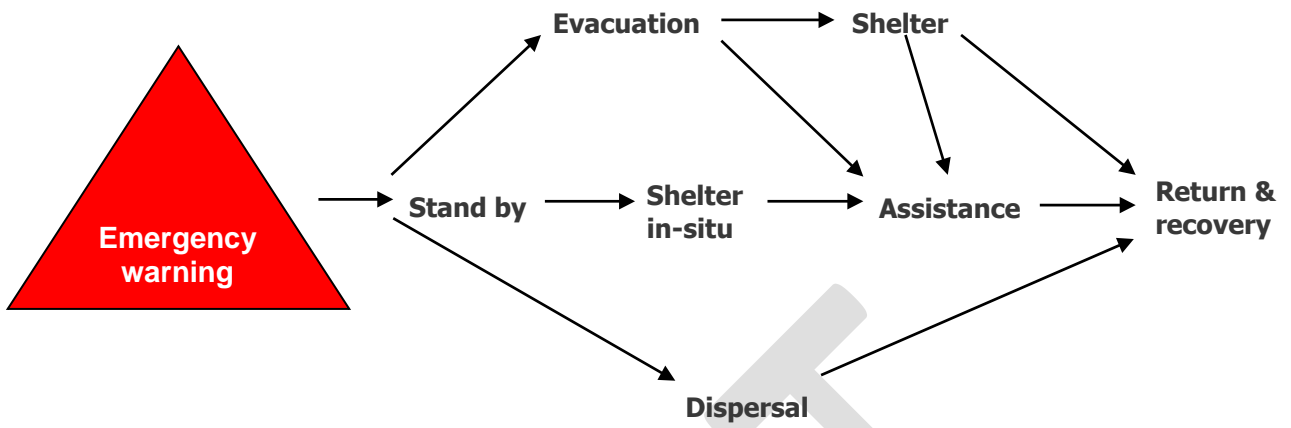 Evacuation
Shelter
Emergency
warning
Stand by
Shelter
in-situ
Assistance
Return &
recovery
Dispersal